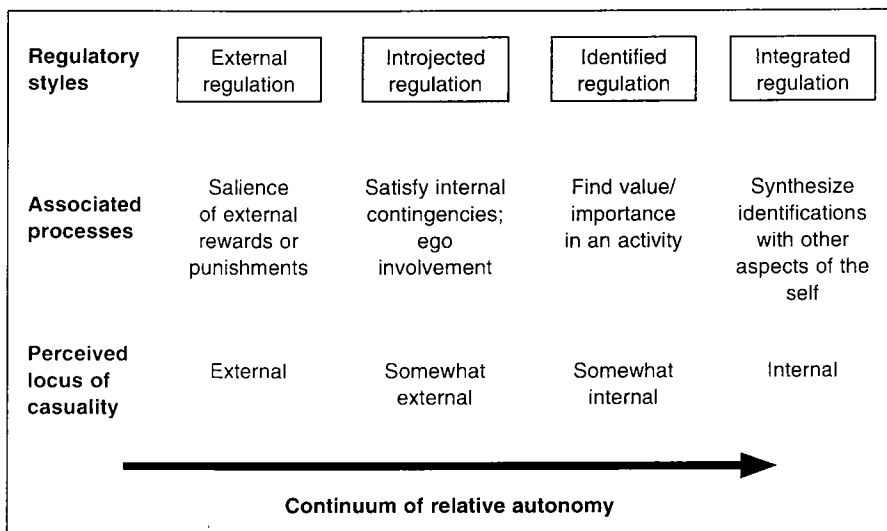 Regulatory
styles
External
regulation
Introjected
regulation
Identified
regulation
Integrated
regulation
Associated
processes
Salience
of external
rewards or
punishments
Satisfy internal
contingencies;
ego
involvement
Find value/
importance
in an activity
Synthesize
identifications
with other
aspects of the
self
Perceived
locus of
casuality
External
Somewhat
external
Somewhat
internal
Internal
Continuum of relative autonomy